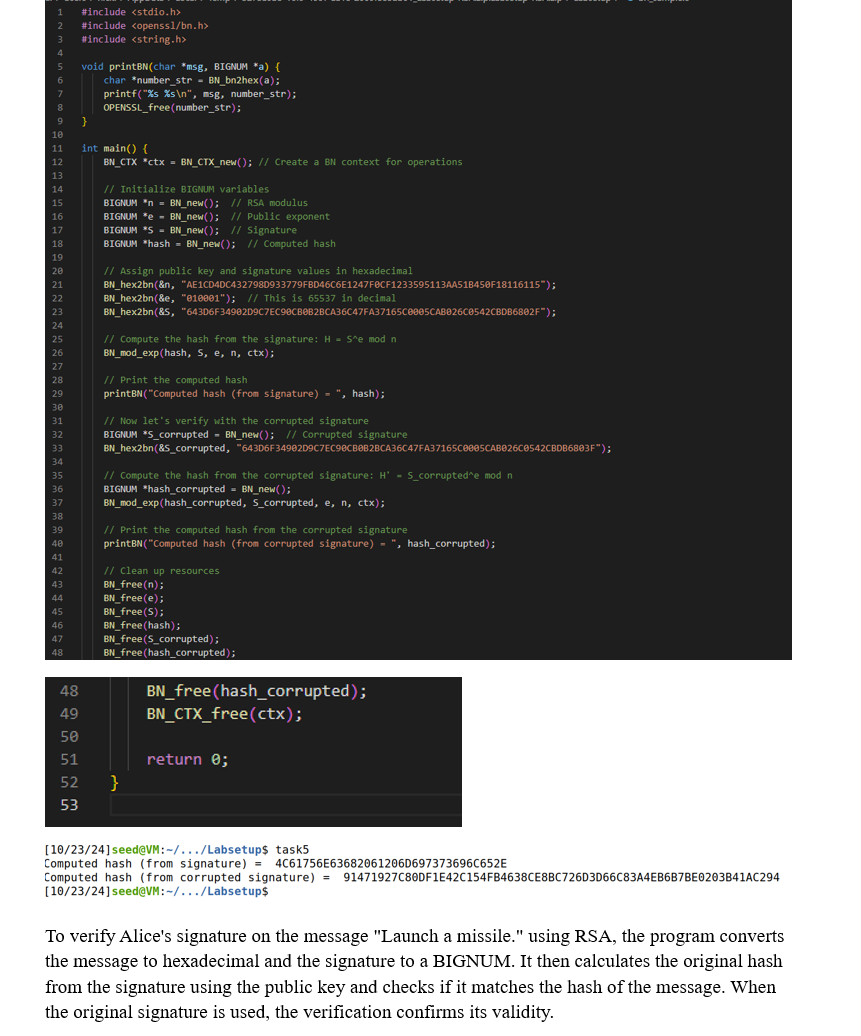 1 #include <stdio.h>
2 #include <openssl/bn.h>
3 #include <string.h>
4
5 void printBN(char *msg, BIGNUM *a) {
6 char *number_str = BN_bn2hex(a);
7 printf("%s %s\n", msg, number_str);
8 OPENSSL_free(number_str);
9 }
10
11 int main() {
12 BN_CTX *ctx = BN_CTX_new(); // Create a BN context for operations
13
14 // Initialize BIGNUM variables
15 BIGNUM *n = BN_new(); // RSA modulus
16 BIGNUM *e = BN_new(); // Public exponent
17 BIGNUM *S = BN_new(); // Signature
18 BIGNUM *hash = BN_new(); // Computed hash
19
20 // Assign public key and signature values in hexadecimal
21 BN_hex2bn(&n, "AE1CD4DC432798D933779FBD46C6E1247F0CF1233595113AA51B450F18116115");
22 BN_hex2bn(&e, "010001"); // This is 65537 in decimal
23 BN_hex2bn(&S, "643D6F34902D9C7EC90CB0B2BCA36C47FA37165C0005CAB026C0542CBDB6802F");
24
25 // Compute the hash from the signature: H = S^e mod n
26 BN_mod_exp(hash, S, e, n, ctx);
27
28 // Print the computed hash
29 printBN("Computed hash (from signature) = ", hash);
30
31 // Now let's verify with the corrupted signature
32 BIGNUM *S_corrupted = BN_new(); // Corrupted signature
33 BN_hex2bn(&S_corrupted, "643D6F34902D9C7EC90CB0B2BCA36C47FA37165C0005CAB026C0542CBDB6803F");
34
35 // Compute the hash from the corrupted signature: H' = S_corrupted^e mod n
36 BIGNUM *hash_corrupted = BN_new();
37 BN_mod_exp(hash_corrupted, S_corrupted, e, n, ctx);
38
39 // Print the computed hash from the corrupted signature
40 printBN("Computed hash (from corrupted signature) = ", hash_corrupted);
41
42 // Clean up resources
43 BN_free(n);
44 BN_free(e);
45 BN_free(S);
46 BN_free(hash);
47 BN_free(S_corrupted);
48 BN_free(hash_corrupted);
48 BN_free(hash_corrupted);
49 BN_CTX_free(ctx);
50
51 return 0;
52 }
53
[10/23/24]seed@VM:~/.../Labsetup$ task5
Computed hash (from signature) = 4C61756E63682061206D697373696C652E
Computed hash (from corrupted signature) = 91471927C80DF1E42C154FB4638CE8BC726D3D66C83A4EB6B7BE0203B41AC294
[10/23/24]seed@VM:~/.../Labsetup$
To verify Alice's signature on the message "Launch a missile." using RSA, the program converts
the message to hexadecimal and the signature to a BIGNUM. It then calculates the original hash
from the signature using the public key and checks if it matches the hash of the message. When
the original signature is used, the verification confirms its validity.